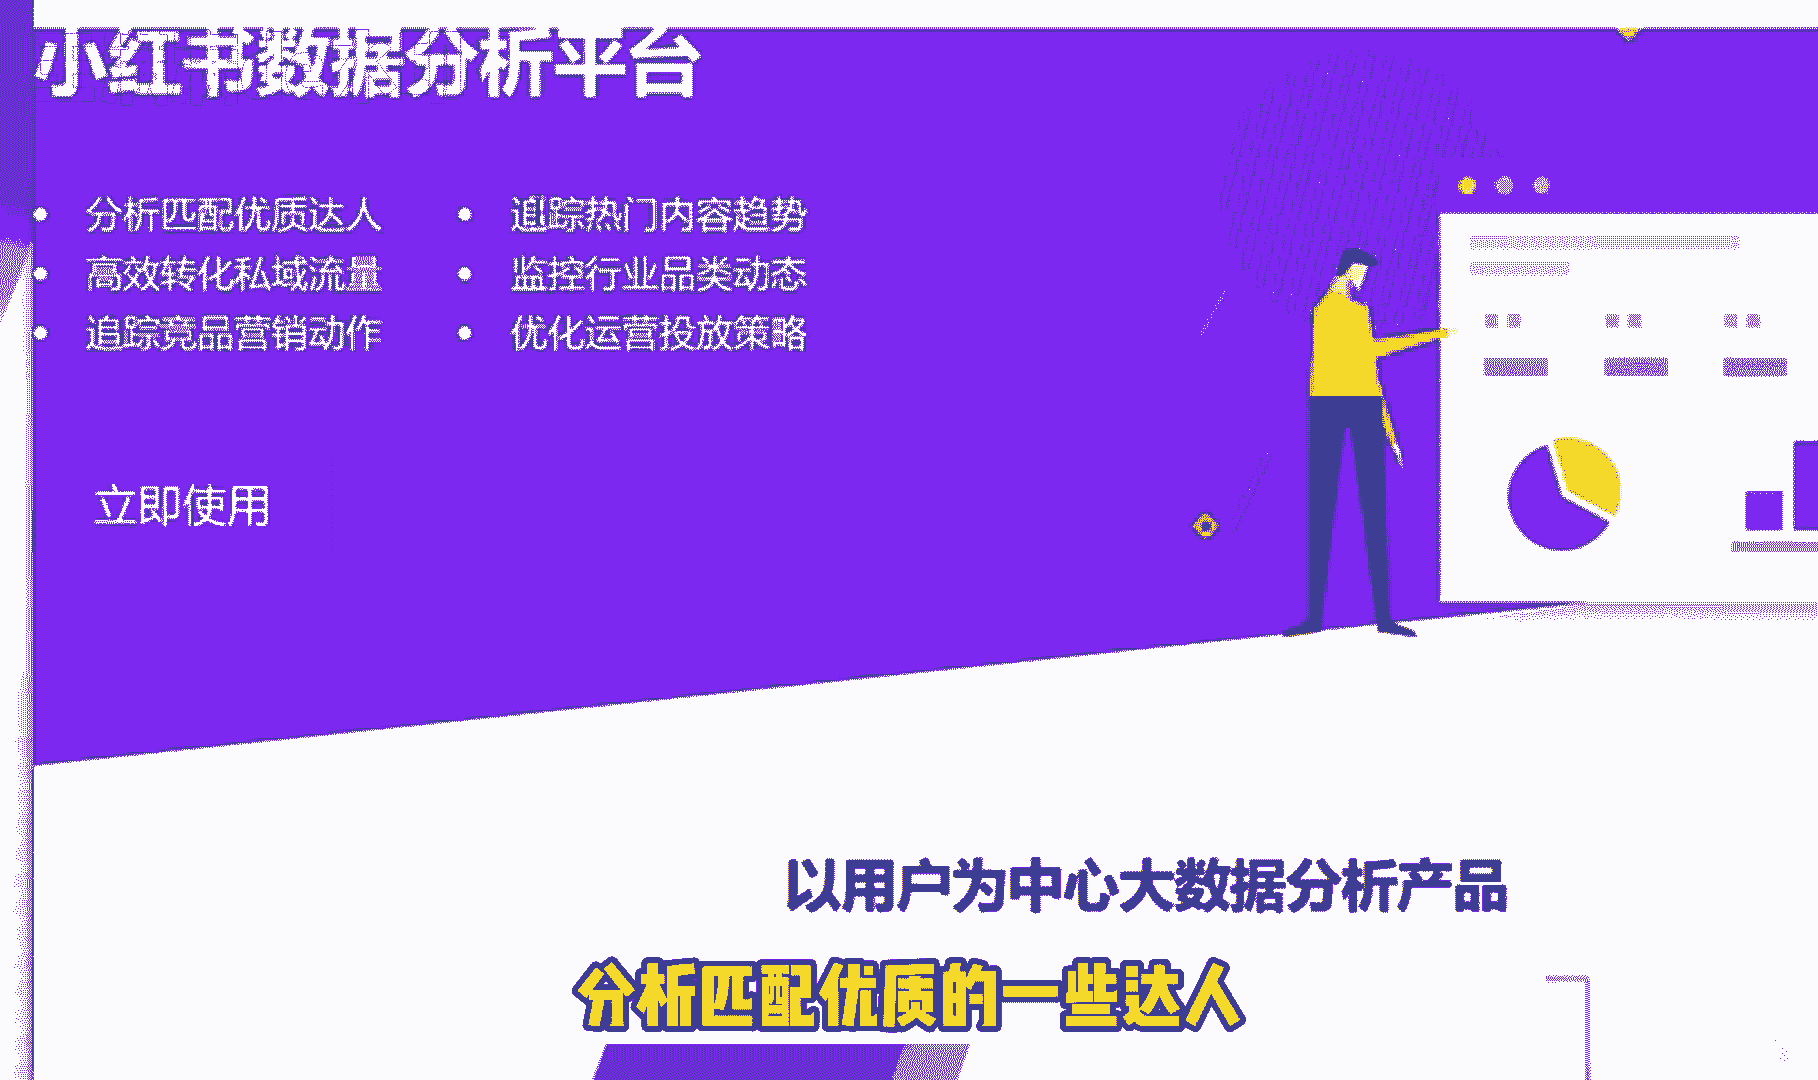 小红书数据分析平台
分析匹配优质达人
追踪热门内容趋势
高效转化私域流量
监控行业品类动态
追踪竞品营销动作
优化运营投放策略
立即使用
以用户为中心大数据分析产品
分析匹配优质的一些达人